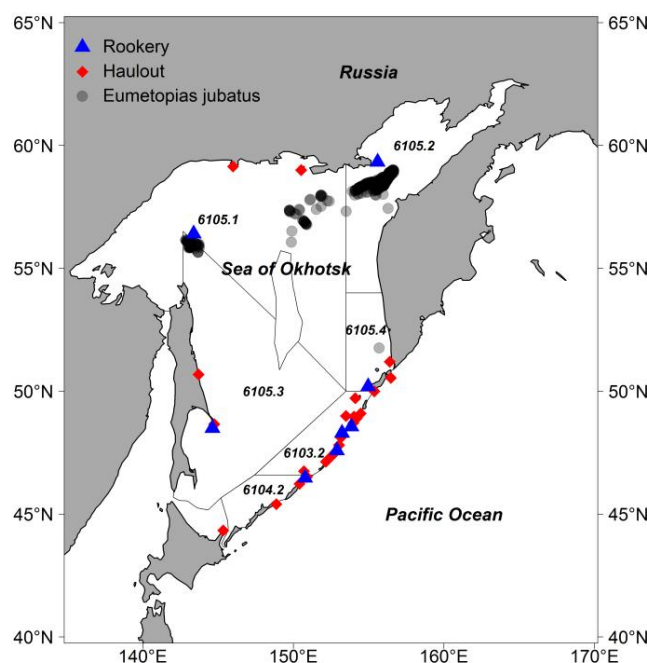 65°N
65°N
Rookery
Haulout
Russia
Eumetopias jubatus
60°N
60°N
6105.2
6105.1
55°N
Sea of Okhotsk
55°N
6105.4
50°N
6105.3
50°N
6103.2
6104.2
45°N
Pacific Ocean
45°N
40°N
40°N
140°E
150°E
160°E
170°E